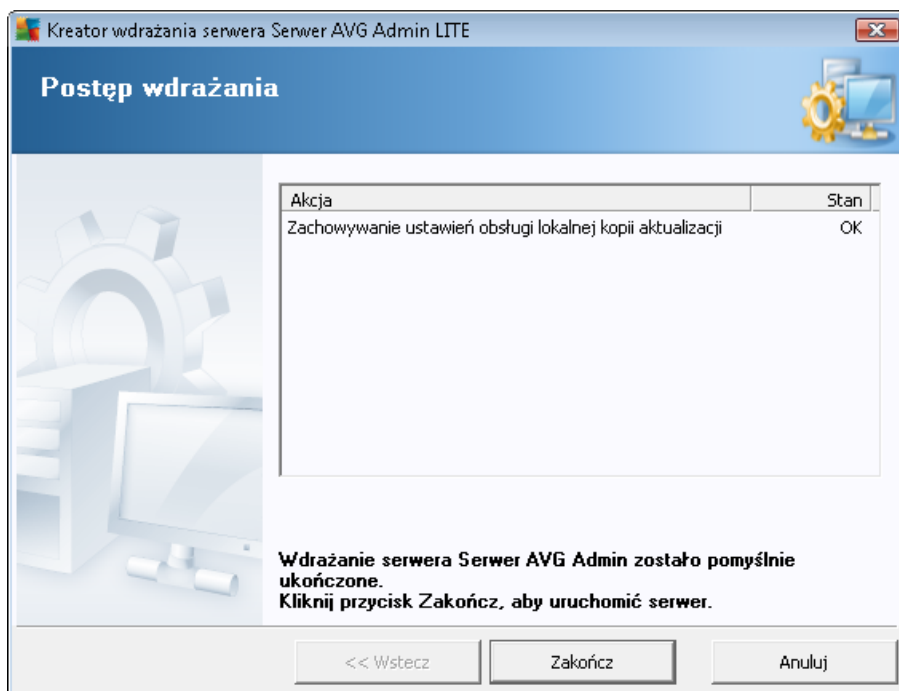 Kreator wdrażania serwera Serwer AVG Admin LITE
Postęp wdrażania
Akcja Stan
Zachowywanie ustawień obsługi lokalnej kopii aktualizacji OK
Wdrażanie serwera Serwer AVG Admin zostało pomyślnie
ukończone.
Kliknij przycisk Zakończ, aby uruchomić serwer.
<< Wstecz Zakończ Anuluj